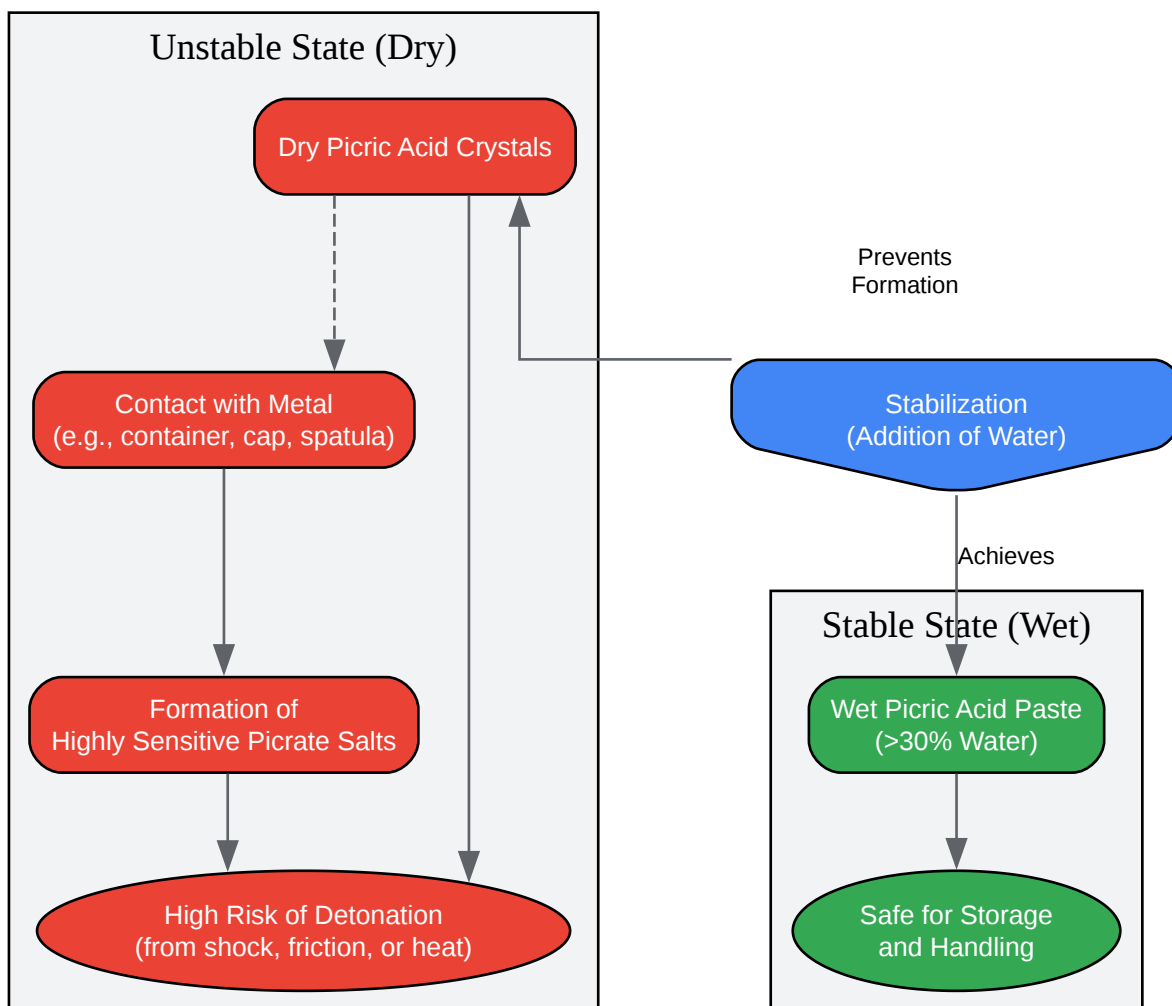 Unstable State (Dry)
Dry Picric Acid Crystals
Prevents
Formation
Contact with Metal
(e.g., container, cap, spatula)
Stabilization
(Addition of Water)
Achieves
Stable State (Wet)
Formation of
Highly Sensitive Picrate Salts
Wet Picric Acid Paste
(>30% Water)
High Risk of Detonation
(from shock, friction, or heat)
Safe for Storage
and Handling